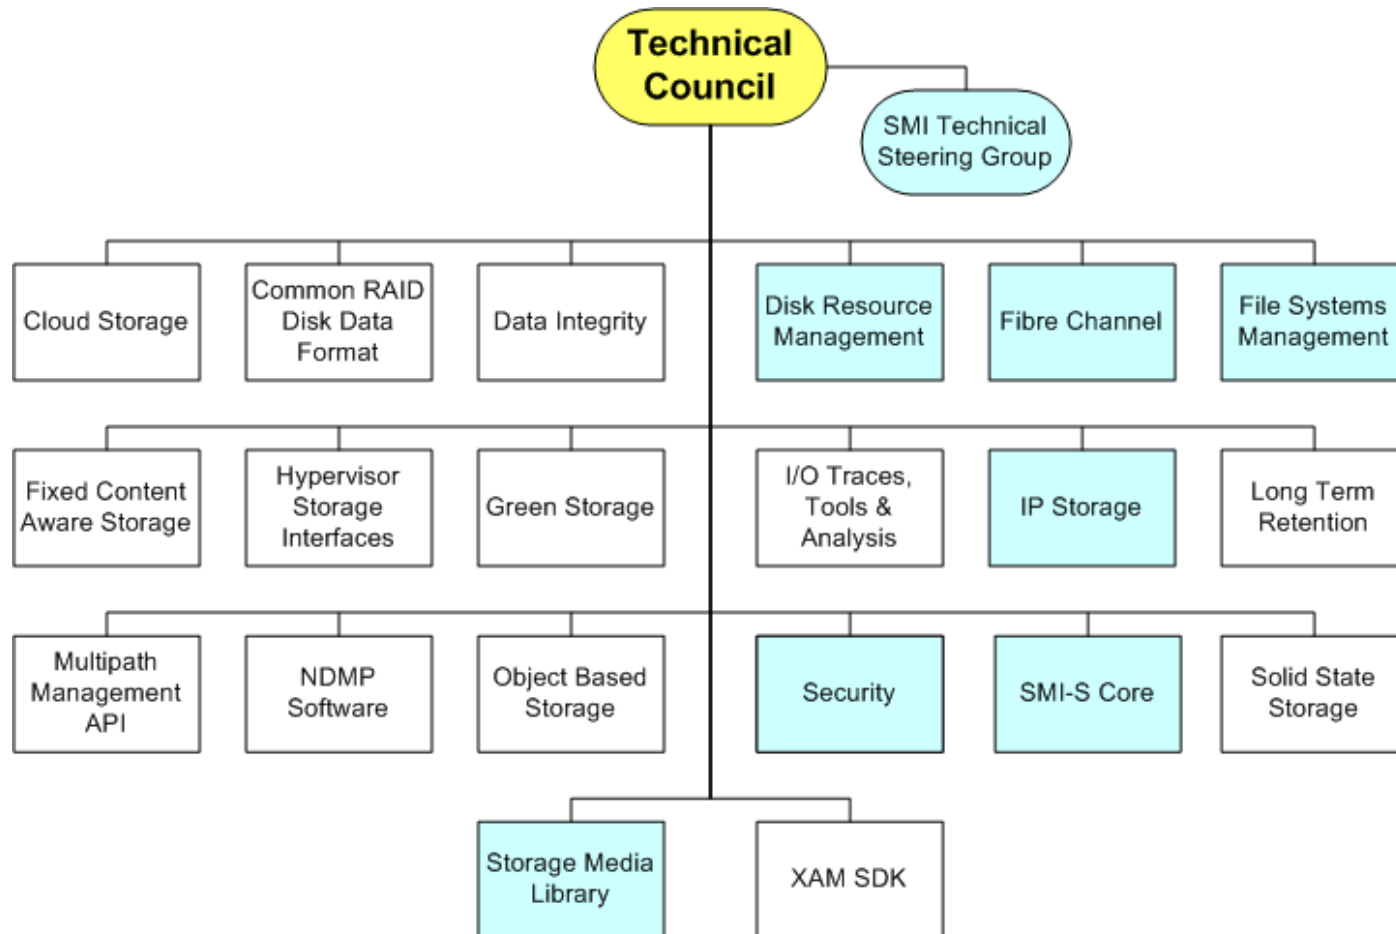 Technical
Council
SMI Technical
Steering Group
Cloud Storage
Common RAID
Disk Data
Format
Data Integrity
Disk Resource
Management
Fibre Channel
File Systems
Management
Fixed Content
Aware Storage
Hypervisor
Storage
Interfaces
Green Storage
I/O Traces,
Tools &
Analysis
IP Storage
Long Term
Retention
Multipath
Management
API
NDMP
Software
Object Based
Storage
Security
SMI-S Core
Solid State
Storage
Storage Media
Library
XAM SDK